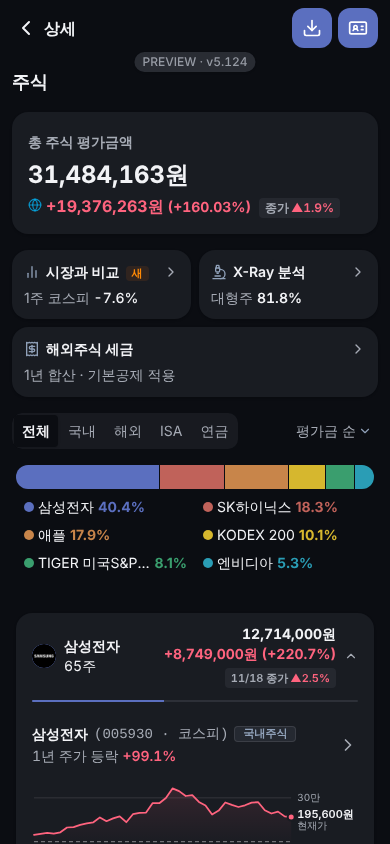 상세
PREVIEW · v5.124
주식
총 주식 평가금액
31,484,163원
+19,376,263원 (+160.03%) 종가 ▲1.9%
시장과 비교 새
1주 코스피 -7.6%
X-Ray 분석
대형주 81.8%
해외주식 세금
1년 합산 · 기본공제 적용
전체 국내 해외 ISA 연금 평가금 순
삼성전자 40.4% SK하이닉스 18.3%
애플 17.9% KODEX 200 10.1%
TIGER 미국S&P... 8.1% 엔비디아 5.3%
SAMSUNG
삼성전자
65주
12,714,000원
+8,749,000원 (+220.7%)
11/18 종가 ▲2.5%
삼성전자 (005930 · 코스피) 국내주식
1년 주가 등락 +99.1%
30만
195,600원
현재가